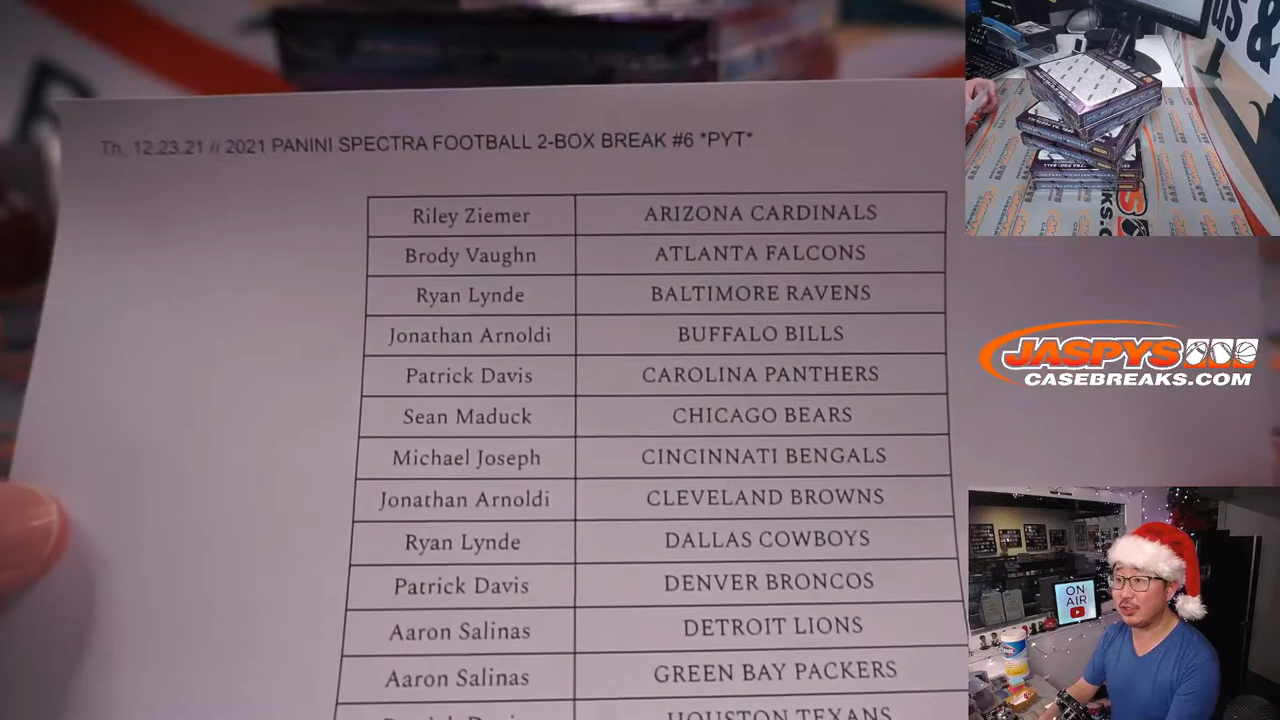 Th, 12.23.21 // 2021 PANINI SPECTRA FOOTBALL 2-BOX BREAK #6 *PYT*
Riley Ziemer ARIZONA CARDINALS
Brody Vaughn ATLANTA FALCONS
Ryan Lynde BALTIMORE RAVENS
Jonathan Arnoldi BUFFALO BILLS
Patrick Davis CAROLINA PANTHERS
Sean Maduck CHICAGO BEARS
Michael Joseph CINCINNATI BENGALS
Jonathan Arnoldi CLEVELAND BROWNS
Ryan Lynde DALLAS COWBOYS
Patrick Davis DENVER BRONCOS
Aaron Salinas DETROIT LIONS
Aaron Salinas GREEN BAY PACKERS
HOUSTON TEXANS
JASPYS
CASEBREAKS.COM
ON
AIR